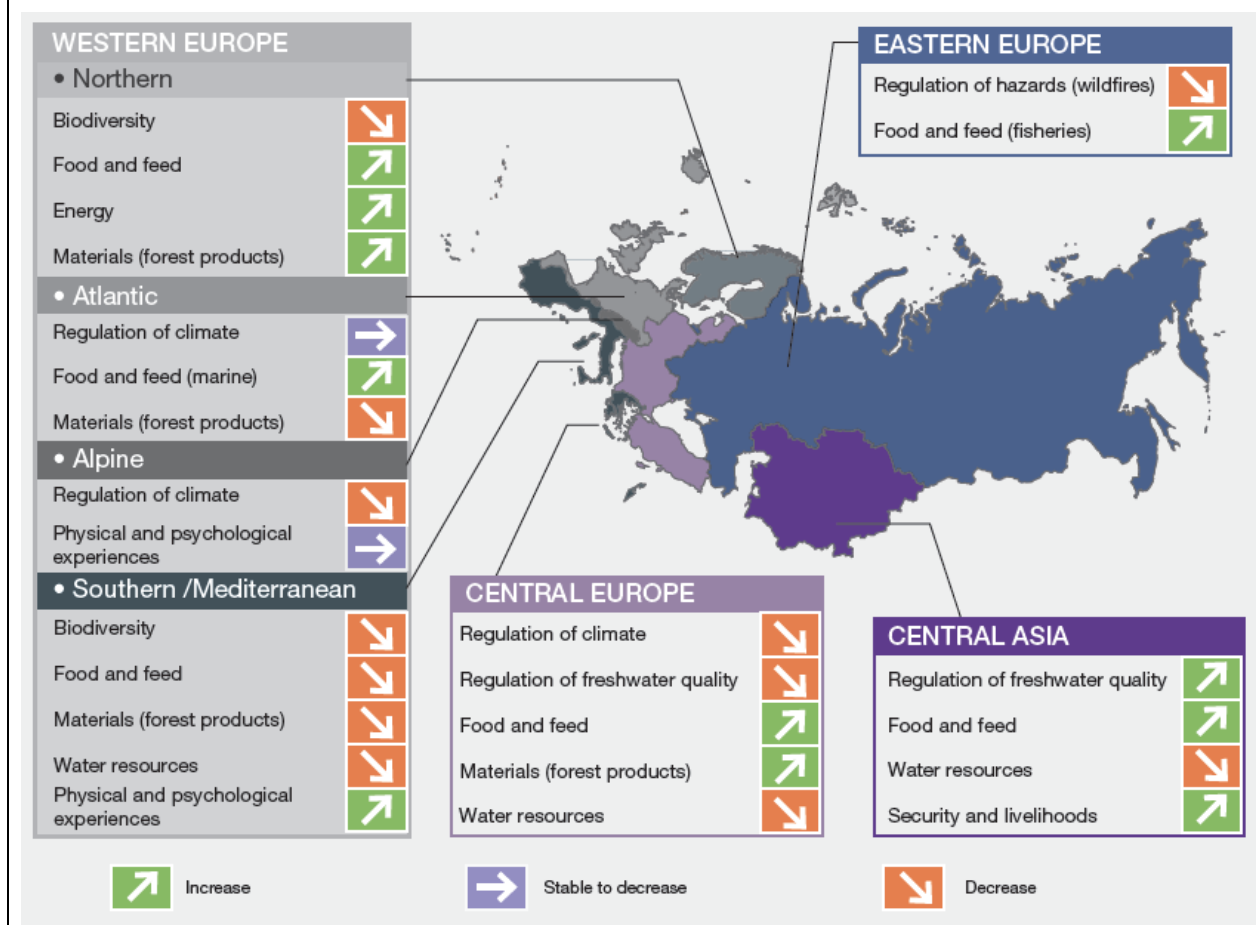 WESTERN EUROPE
• Northern
Biodiversity
Food and feed
Energy
Materials (forest products)
• Atlantic
Regulation of climate
Food and feed (marine)
Materials (forest products)
• Alpine
Regulation of climate
Physical and psychological
experiences
• Southern /Mediterranean
Biodiversity
Food and feed
Materials (forest products)
Water resources
Physical and psychological
experiences
EASTERN EUROPE
Regulation of hazards (wildfires)
Food and feed (fisheries)
CENTRAL EUROPE
Regulation of climate
Regulation of freshwater quality
Food and feed
Materials (forest products)
Water resources
CENTRAL ASIA
Regulation of freshwater quality
Food and feed
Water resources
Security and livelihoods
Increase
Stable to decrease
Decrease